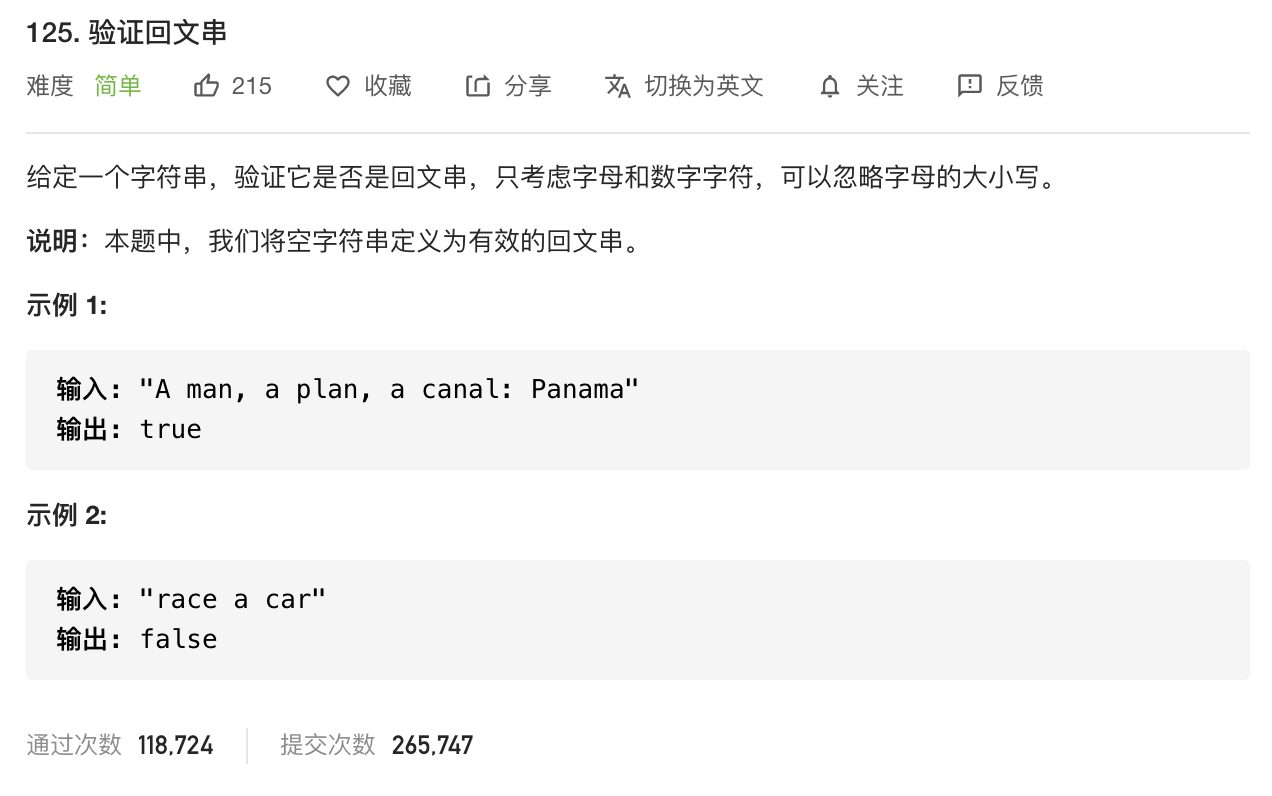 125. 验证回文串
难度 简单 215 收藏 分享 切换为英文 关注 反馈
给定一个字符串，验证它是否是回文串，只考虑字母和数字字符，可以忽略字母的大小写。
说明：本题中，我们将空字符串定义为有效的回文串。
示例 1:
输入: "A man, a plan, a canal: Panama"
输出: true
示例 2:
输入: "race a car"
输出: false
通过次数 118,724 提交次数 265,747